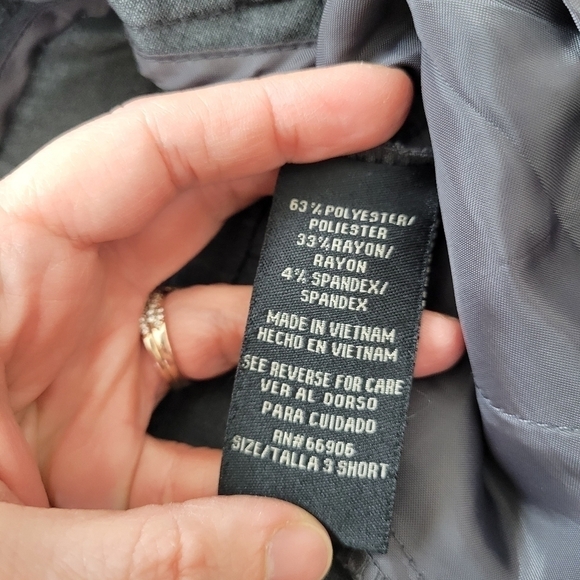 63% POLYESTER/
POLIESTER
33% RAYON/
RAYON
4% SPANDEX/
SPANDEX
MADE IN VIETNAM
HECHO EN VIETNAM
SEE REVERSE FOR CARE
VER AL DORSO
PARA CUIDADO
RN# 66906
SIZE/TALLA 3 SHORT